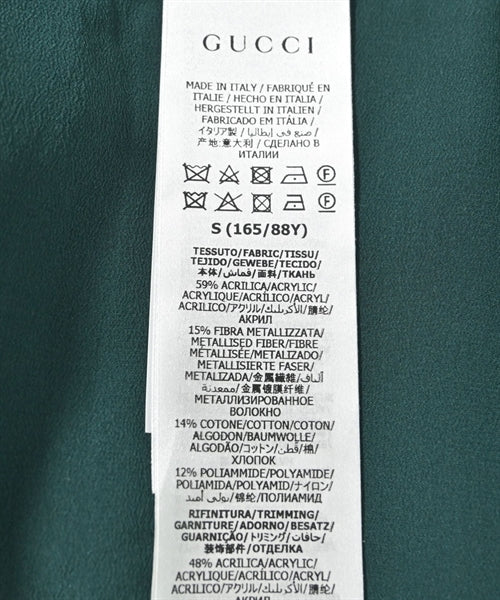 GUCCI
MADE IN ITALY / FABRIQUÉ EN
ITALIE / HECHO EN ITALIA /
HERGESTELLT IN ITALIEN /
FABRICADO EM ITÁLIA /
イタリア製 / صنع في إيطاليا /
产地:意大利 / СДЕЛАНО В
ИТАЛИИ
F
F
S (165/88Y)
TESSUTO/FABRIC/TISSU/
TEJIDO/GEWEBE/TECIDO/
本体/قماش/面料/ТКАНЬ
59% ACRILICA/ACRYLIC/
ACRYLIQUE/ACRÍLICO/ACRYL/
ACRILICO/アクリル/الأكريليك/腈纶/
АКРИЛ
15% FIBRA METALLIZZATA/
METALLISED FIBER/FIBRE
MÉTALLISÉE/METALIZADO/
METALLISIERTE FASER/
METALIZADA/金属繊維/ألياف
معدنية/金属镀膜纤维/
МЕТАЛЛИЗИРОВАННОЕ
ВОЛОКНО
14% COTONE/COTTON/COTON/
ALGODON/BAUMWOLLE/
ALGODÃO/コットン/قطن/棉/
ХЛОПОК
12% POLIAMMIDE/POLYAMIDE/
POLIAMIDA/POLYAMID/ナイロン/
بولي أميد/锦纶/ПОЛИАМИД
RIFINITURA/TRIMMING/
GARNITURE/ADORNO/BESATZ/
GUARNIÇÃO/トリミング/حافات/
装饰部件/ОТДЕЛКА
48% ACRILICA/ACRYLIC/
ACRYLIQUE/ACRÍLICO/ACRYL/
ACRILICO/アクリル/الأكريليك/腈纶/